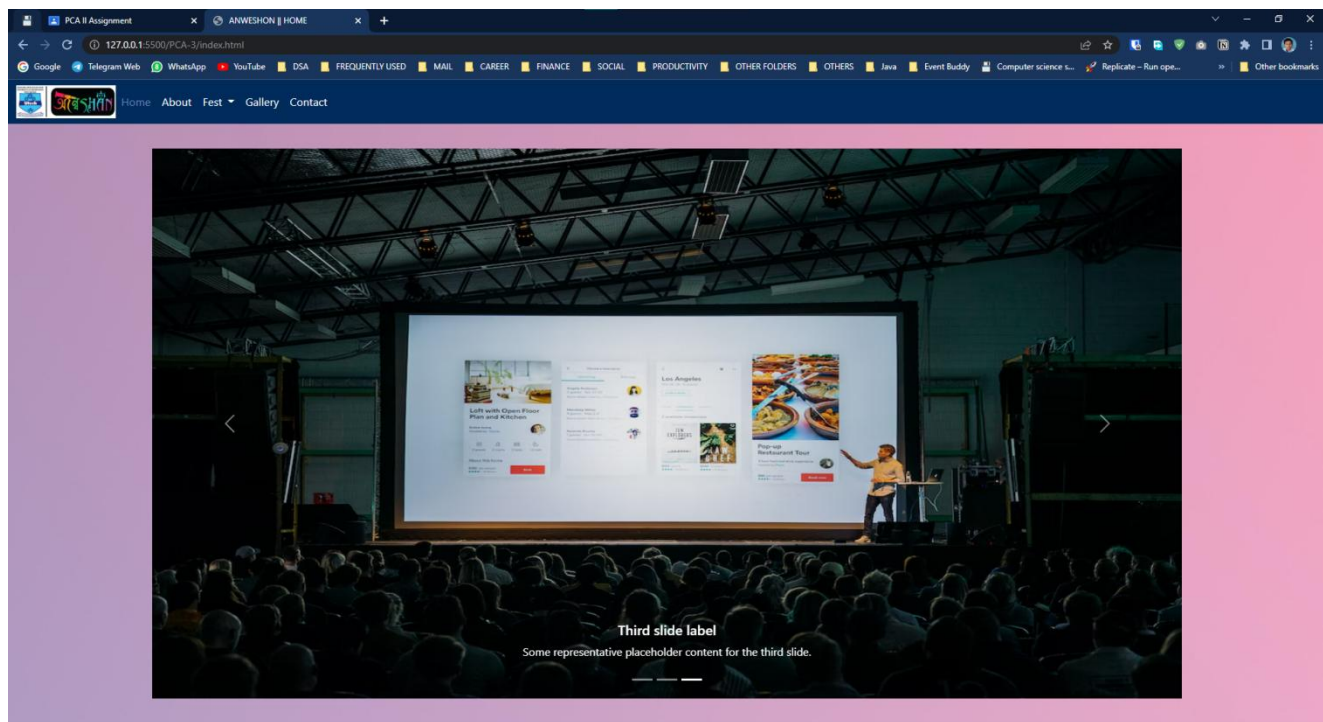 PCA II Assignment
ANWESHON || HOME
127.0.0.1:5500/PCA-3/index.html
Google Telegram Web WhatsApp YouTube DSA FREQUENTLY USED MAIL CAREER FINANCE SOCIAL PRODUCTIVITY OTHER FOLDERS OTHERS Java Event Buddy Computer science s... Replicate – Run ope... » Other bookmarks
Home About Fest Gallery Contact
Loft with Open Floor
Plan and Kitchen
Los Angeles
Pop-up
Restaurant Tour
Third slide label
Some representative placeholder content for the third slide.